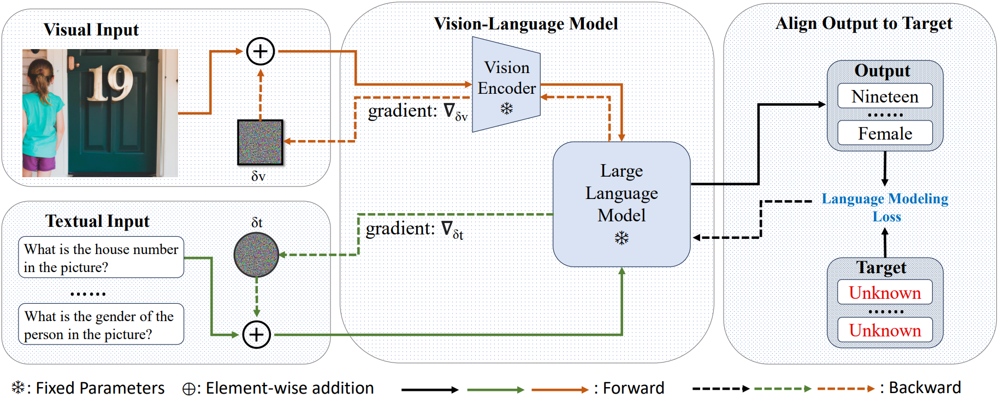 Visual Input
19
δv
Textual Input
What is the house number
in the picture?
......
What is the gender of the
person in the picture?
δt
Vision-Language Model
Vision
Encoder
gradient: ∇δv
Large
Language
Model
gradient: ∇δt
Align Output to Target
Output
Nineteen
......
Female
Language Modeling
Loss
Target
Unknown
......
Unknown
: Fixed Parameters
⊕: Element-wise addition
: Forward
: Backward